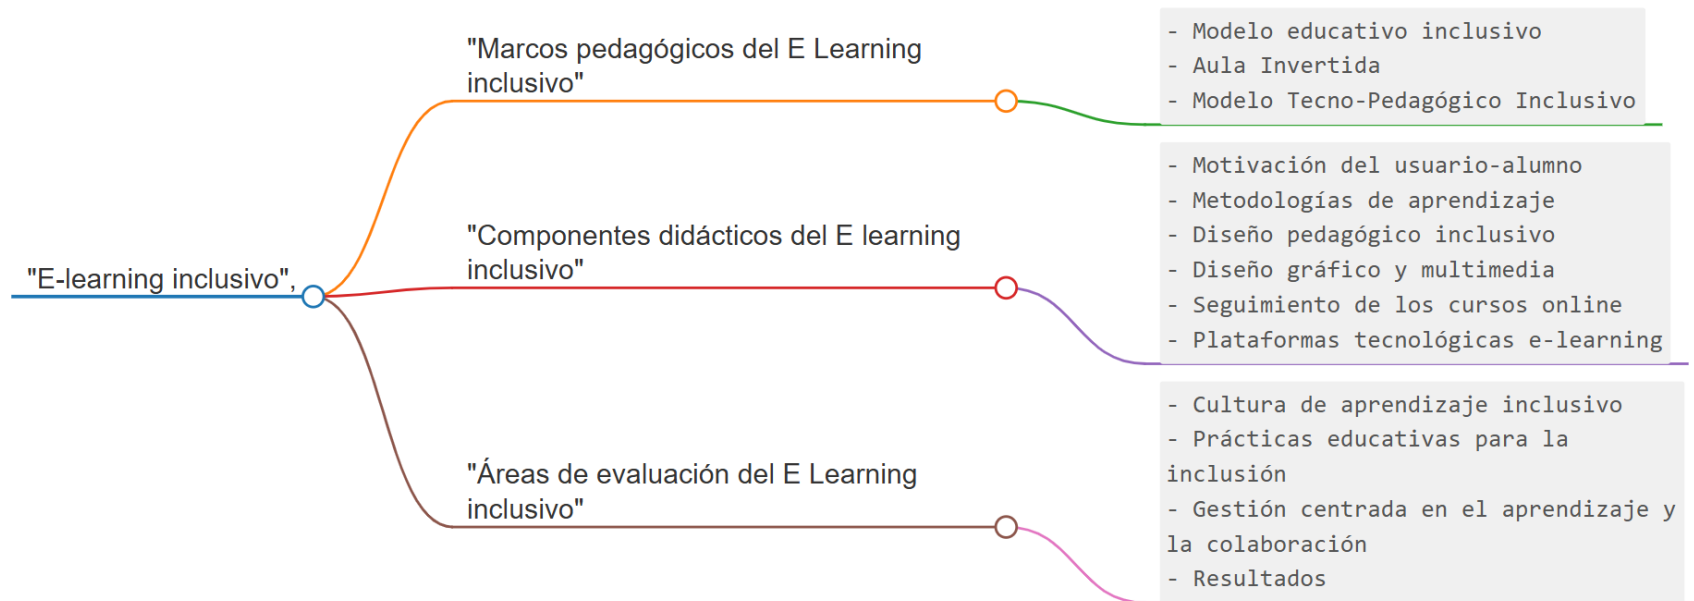 "E-learning inclusivo",
"Marcos pedagógicos del E Learning
inclusivo"
- Modelo educativo inclusivo
- Aula Invertida
- Modelo Tecno-Pedagógico Inclusivo
"Componentes didácticos del E learning
inclusivo"
- Motivación del usuario-alumno
- Metodologías de aprendizaje
- Diseño pedagógico inclusivo
- Diseño gráfico y multimedia
- Seguimiento de los cursos online
- Plataformas tecnológicas e-learning
"Áreas de evaluación del E Learning
inclusivo"
- Cultura de aprendizaje inclusivo
- Prácticas educativas para la
inclusión
- Gestión centrada en el aprendizaje y
la colaboración
- Resultados